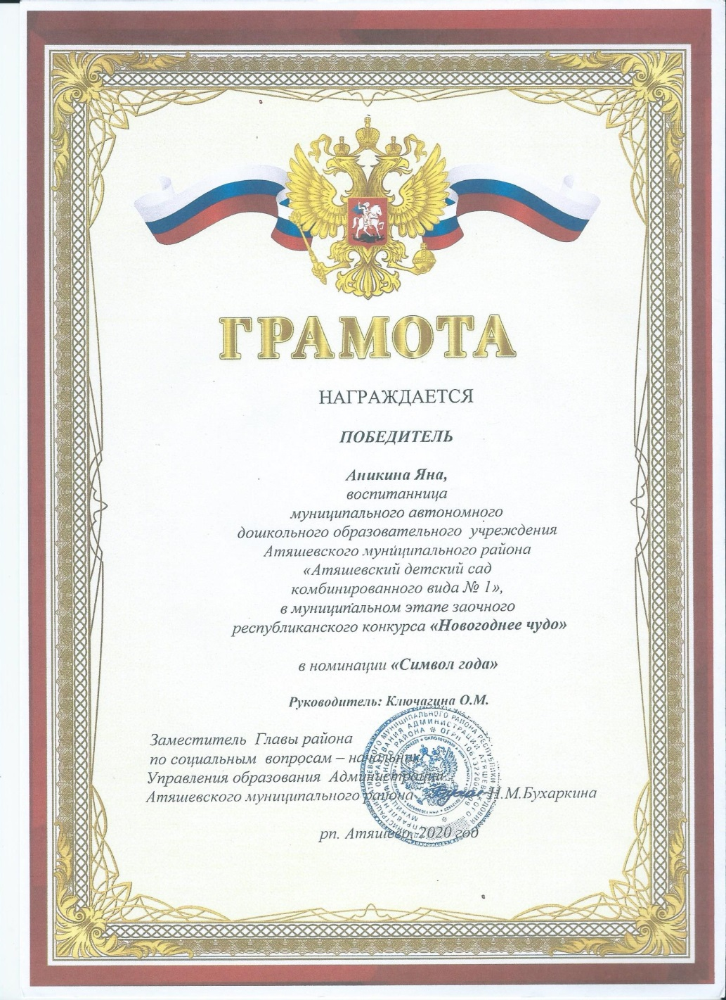 ГРАМОТА
НАГРАЖДАЕТСЯ
ПОБЕДИТЕЛЬ
Аникина Яна,
воспитанница
муниципального автономного
дошкольного образовательного учреждения
Атяшевского муниципального района
«Атяшевский детский сад
комбинированного вида № 1»,
в муниципальном этапе заочного
республиканского конкурса «Новогоднее чудо»
в номинации «Символ года»
Руководитель: Ключагина О.М.
Заместитель Главы района
по социальным вопросам – начальник
Управления образования Администрации
Атяшевского муниципального района Н.М.Бухаркина
рп. Атяшево, 2020 год